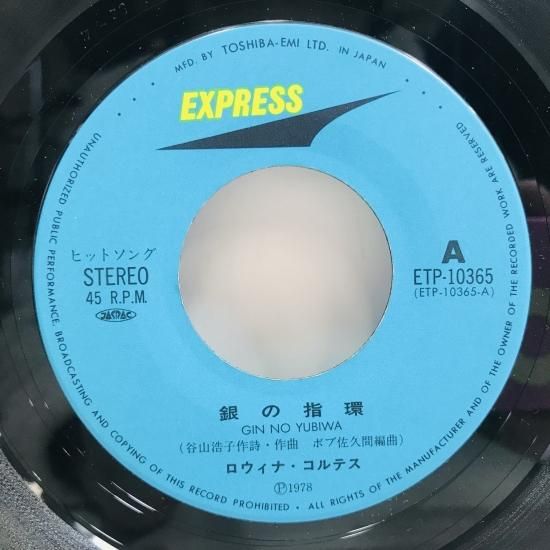 MFD. BY TOSHIBA-EMI LTD. IN JAPAN
EXPRESS
ヒットソング
STEREO
45 R.P.M.
JASRAC
A
ETP-10365
(ETP-10365-A)
銀の指環
GIN NO YUBIWA
(谷山浩子作詩・作曲 ボブ佐久間編曲)
ロウィナ・コルテス
Ⓟ1978
UNAUTHORIZED PUBLIC PERFORMANCE, BROADCASTING AND COPYING OF THIS RECORD PROHIBITED • ALL RIGHTS OF THE MANUFACTURER AND OF THE OWNER OF THE RECORDED WORK ARE RESERVED